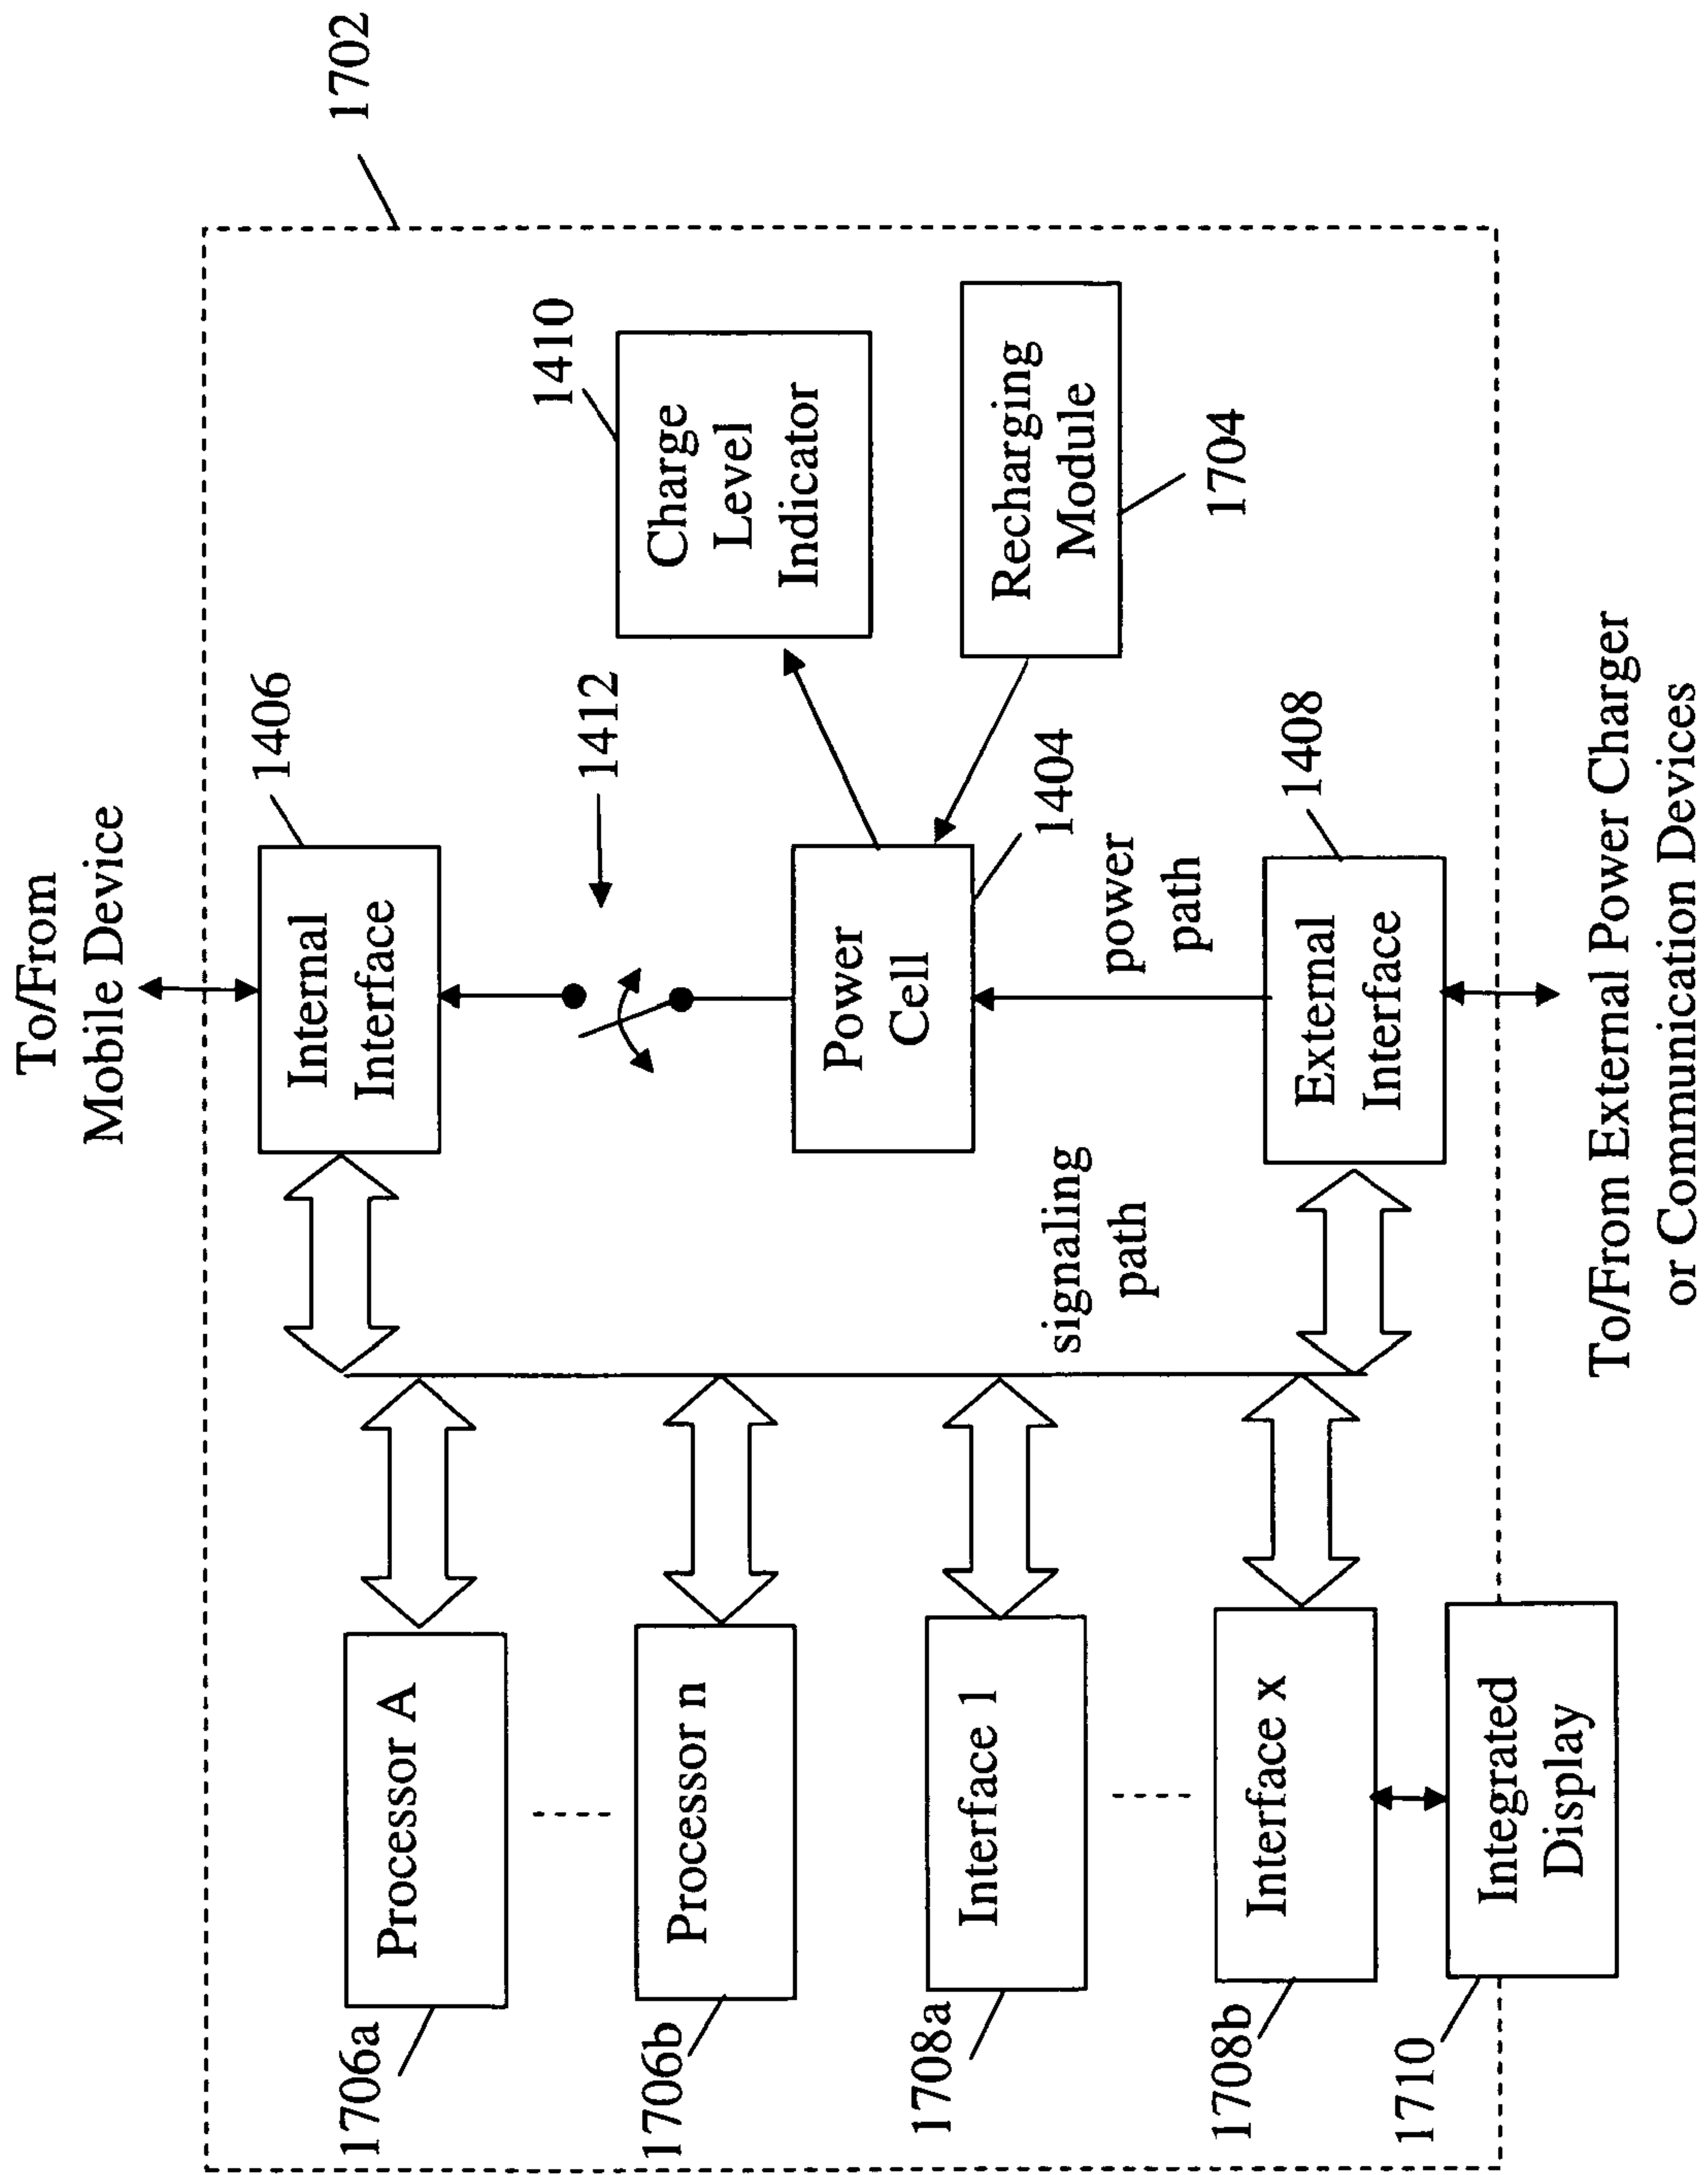 To/From
Mobile Device
1702
1706a
Processor A
Internal
Interface
1406
1412
1410
Charge
Level
Indicator
1706b
Processor n
Power
Cell
1404
Recharging
Module
1704
1708a
Interface 1
signaling
path
power
path
1708b
Interface x
External
Interface
1408
1710
Integrated
Display
To/From External Power Charger
or Communication Devices